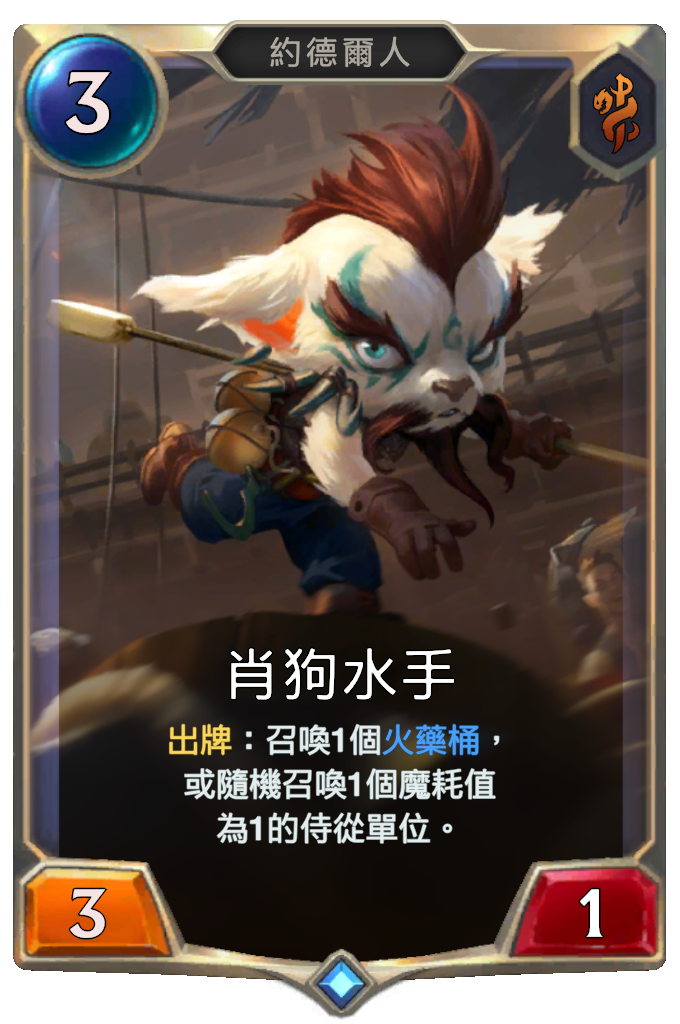 約德爾人
3
肖狗水手
出牌：召喚1個火藥桶，
或隨機召喚1個魔耗值
為1的侍從單位。
3
1